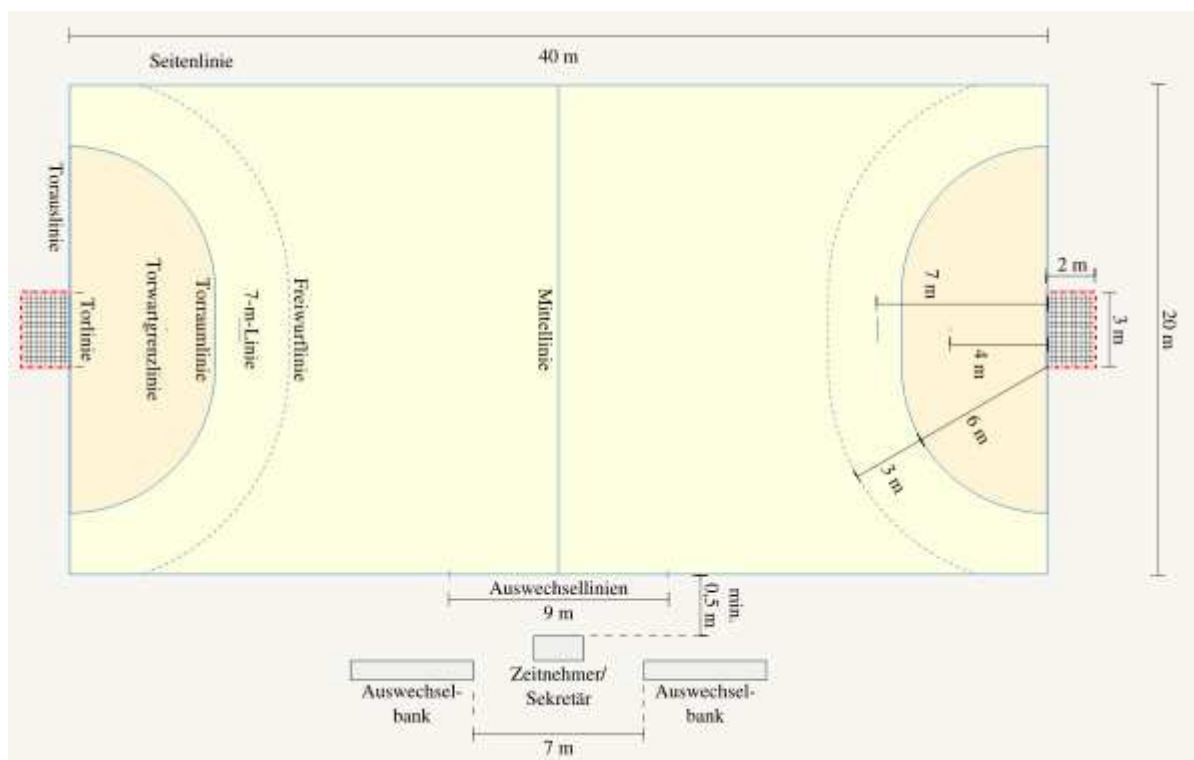 40 m
Seitenlinie
Torauslinie
Torlinie
Torwartgrenzlinie
Torraumlinie
7-m-Linie
Freiwurflinie
Mittellinie
7 m
4 m
6 m
3 m
2 m
3 m
20 m
Auswechsellinien
9 m
min.
0,5 m
Zeitnehmer/
Sekretär
Auswechsel-
bank
Auswechsel-
bank
7 m